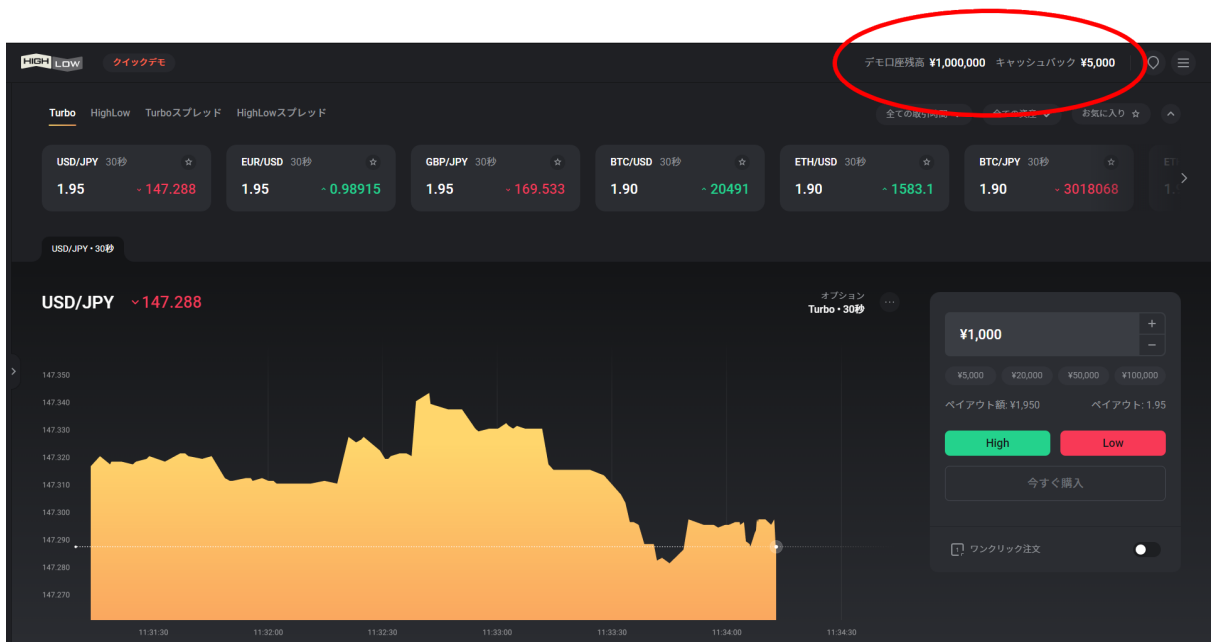 HIGH LOW クイックデモ デモ口座残高 ¥1,000,000 キャッシュバック ¥5,000
Turbo HighLow Turboスプレッド HighLowスプレッド 全ての取引時間 全ての資産 お気に入り
USD/JPY 30秒 EUR/USD 30秒 GBP/JPY 30秒 BTC/USD 30秒 ETH/USD 30秒 BTC/JPY 30秒
1.95 147.288 1.95 0.98915 1.95 169.533 1.90 20491 1.90 1583.1 1.90 3018068
USD/JPY • 30秒
USD/JPY 147.288
オプション
Turbo • 30秒
¥1,000
+
−
¥5,000 ¥20,000 ¥50,000 ¥100,000
ペイアウト額: ¥1,950 ペイアウト: 1.95
High Low
今すぐ購入
1 ワンクリック注文
147.350
147.340
147.330
147.320
147.310
147.300
147.290
147.280
147.270
11:31:30 11:32:00 11:32:30 11:33:00 11:33:30 11:34:00 11:34:30